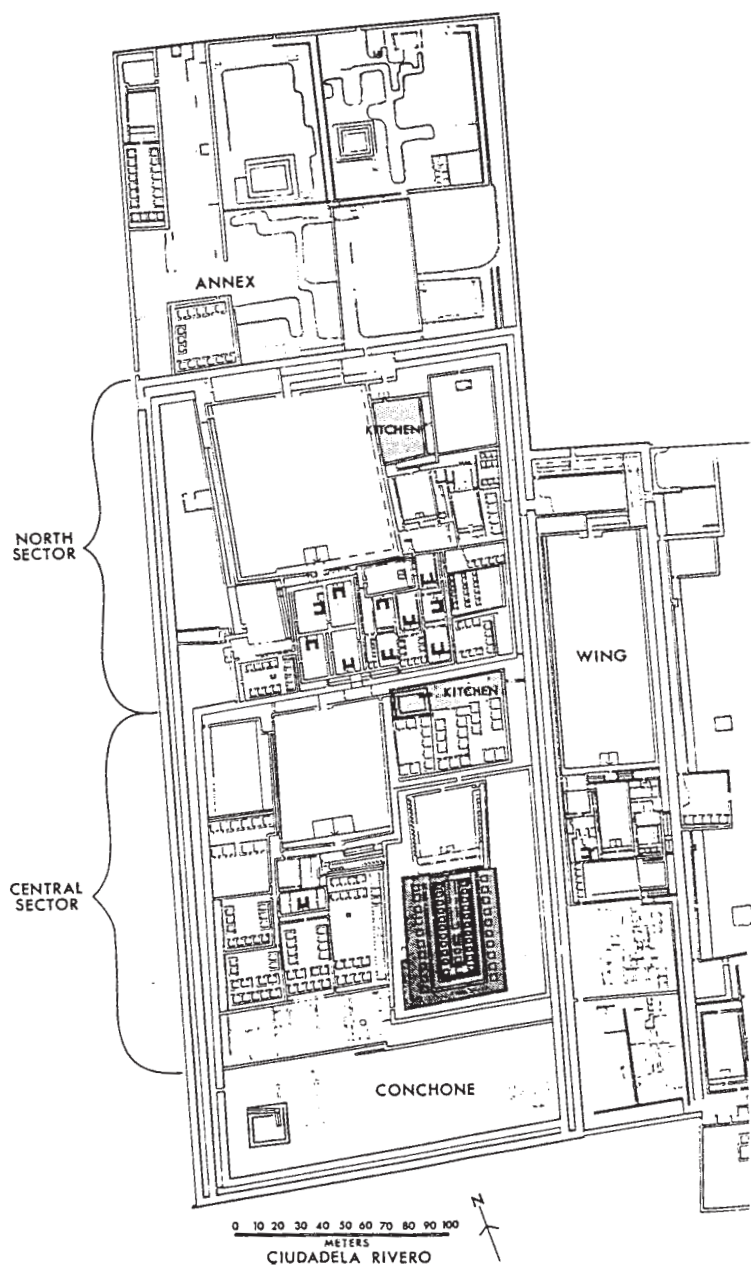 ANNEX
KITCHEN
NORTH
SECTOR
WING
KITCHEN
CENTRAL
SECTOR
CONCHONE
N
0 10 20 30 40 50 60 70 80 90 100
METERS
CIUDADELA RIVERO